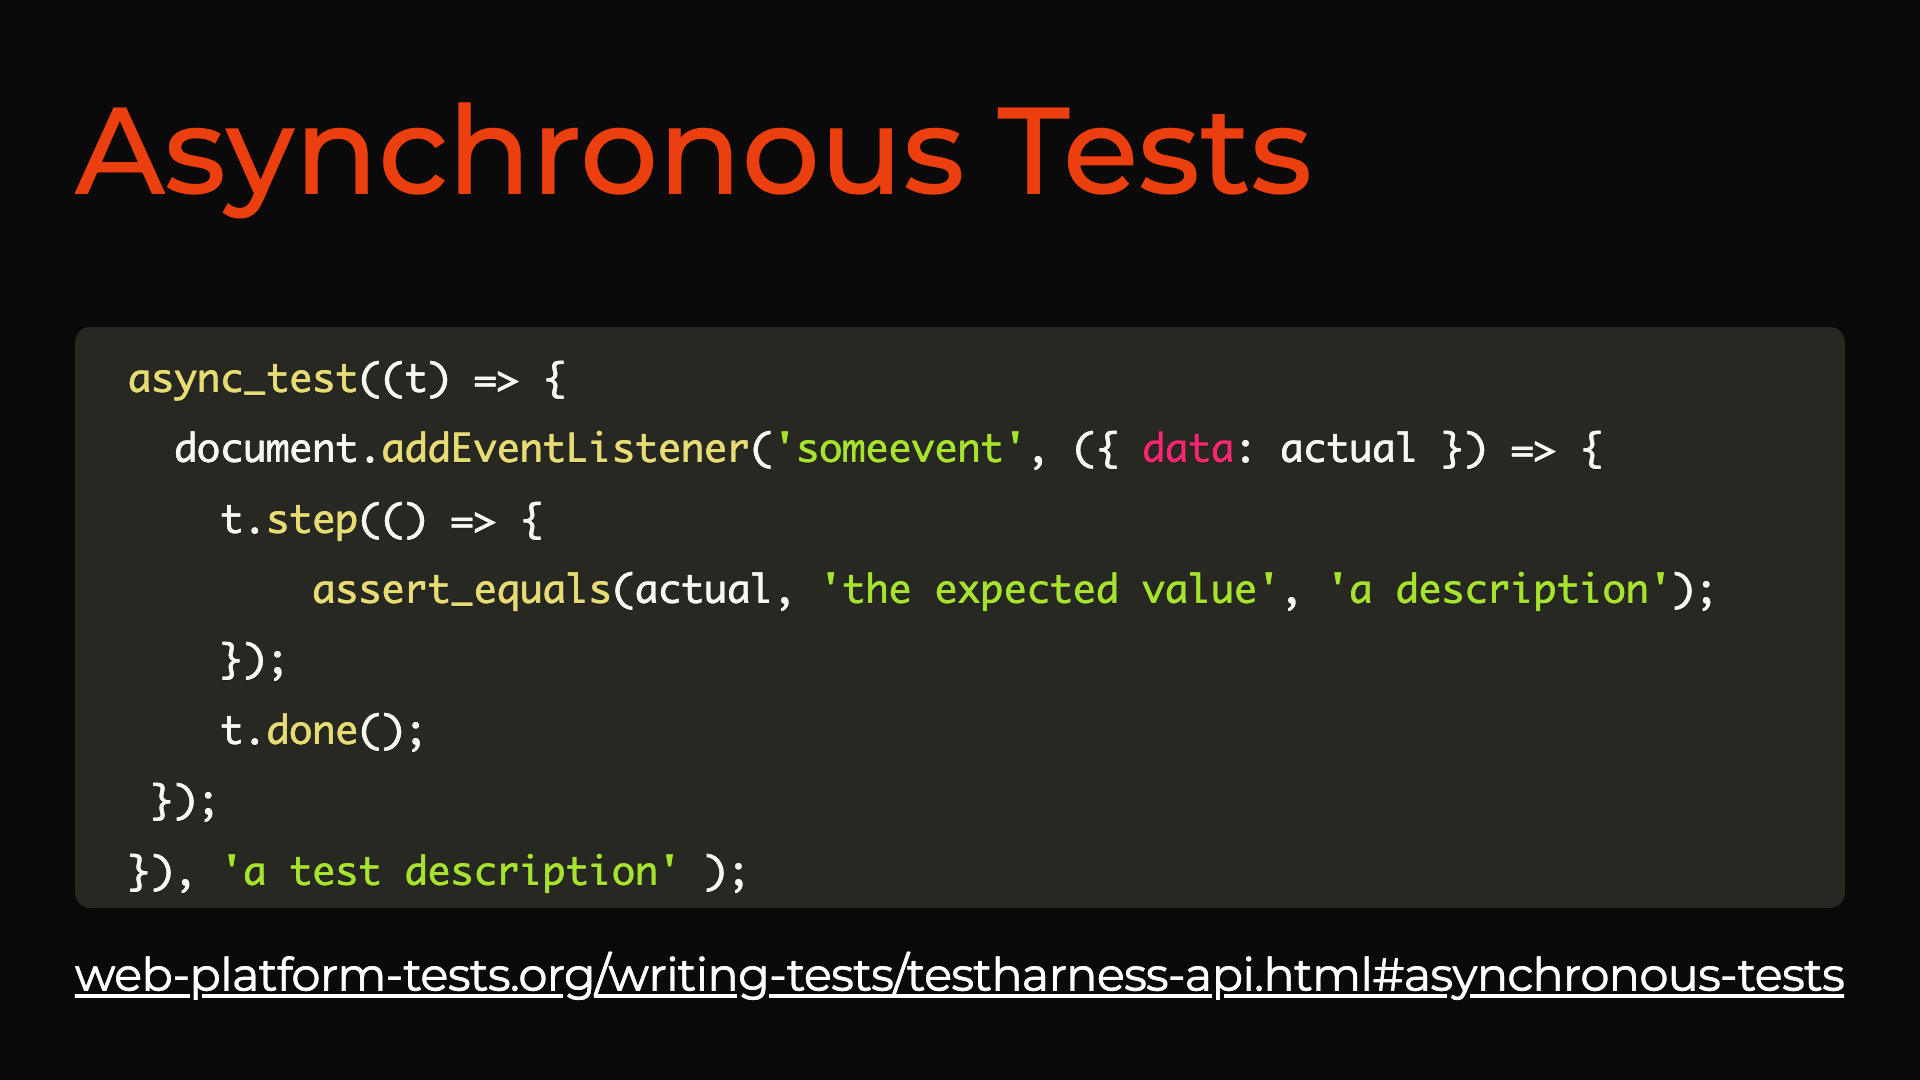 Asynchronous Tests
async_test((t) => {
  document.addEventListener('someevent', ({ data: actual }) => {
    t.step(() => {
        assert_equals(actual, 'the expected value', 'a description');
    });
    t.done();
 });
}), 'a test description' );
web-platform-tests.org/writing-tests/testharness-api.html#asynchronous-tests